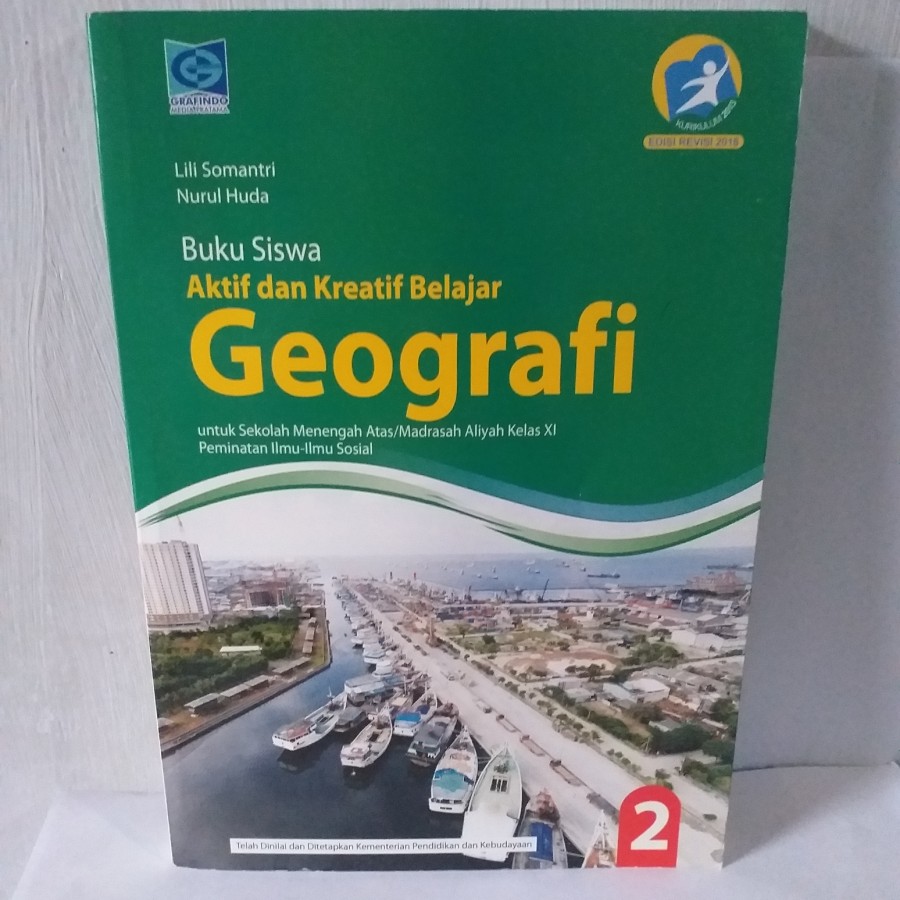 GRAFINDO
MEDIA PRATAMA
KURIKULUM 2013
EDISI REVISI 2016
Lili Somantri
Nurul Huda
Buku Siswa
Aktif dan Kreatif Belajar
Geografi
untuk Sekolah Menengah Atas/Madrasah Aliyah Kelas XI
Peminatan Ilmu-Ilmu Sosial
2
Telah Dinilai dan Ditetapkan Kementerian Pendidikan dan Kebudayaan